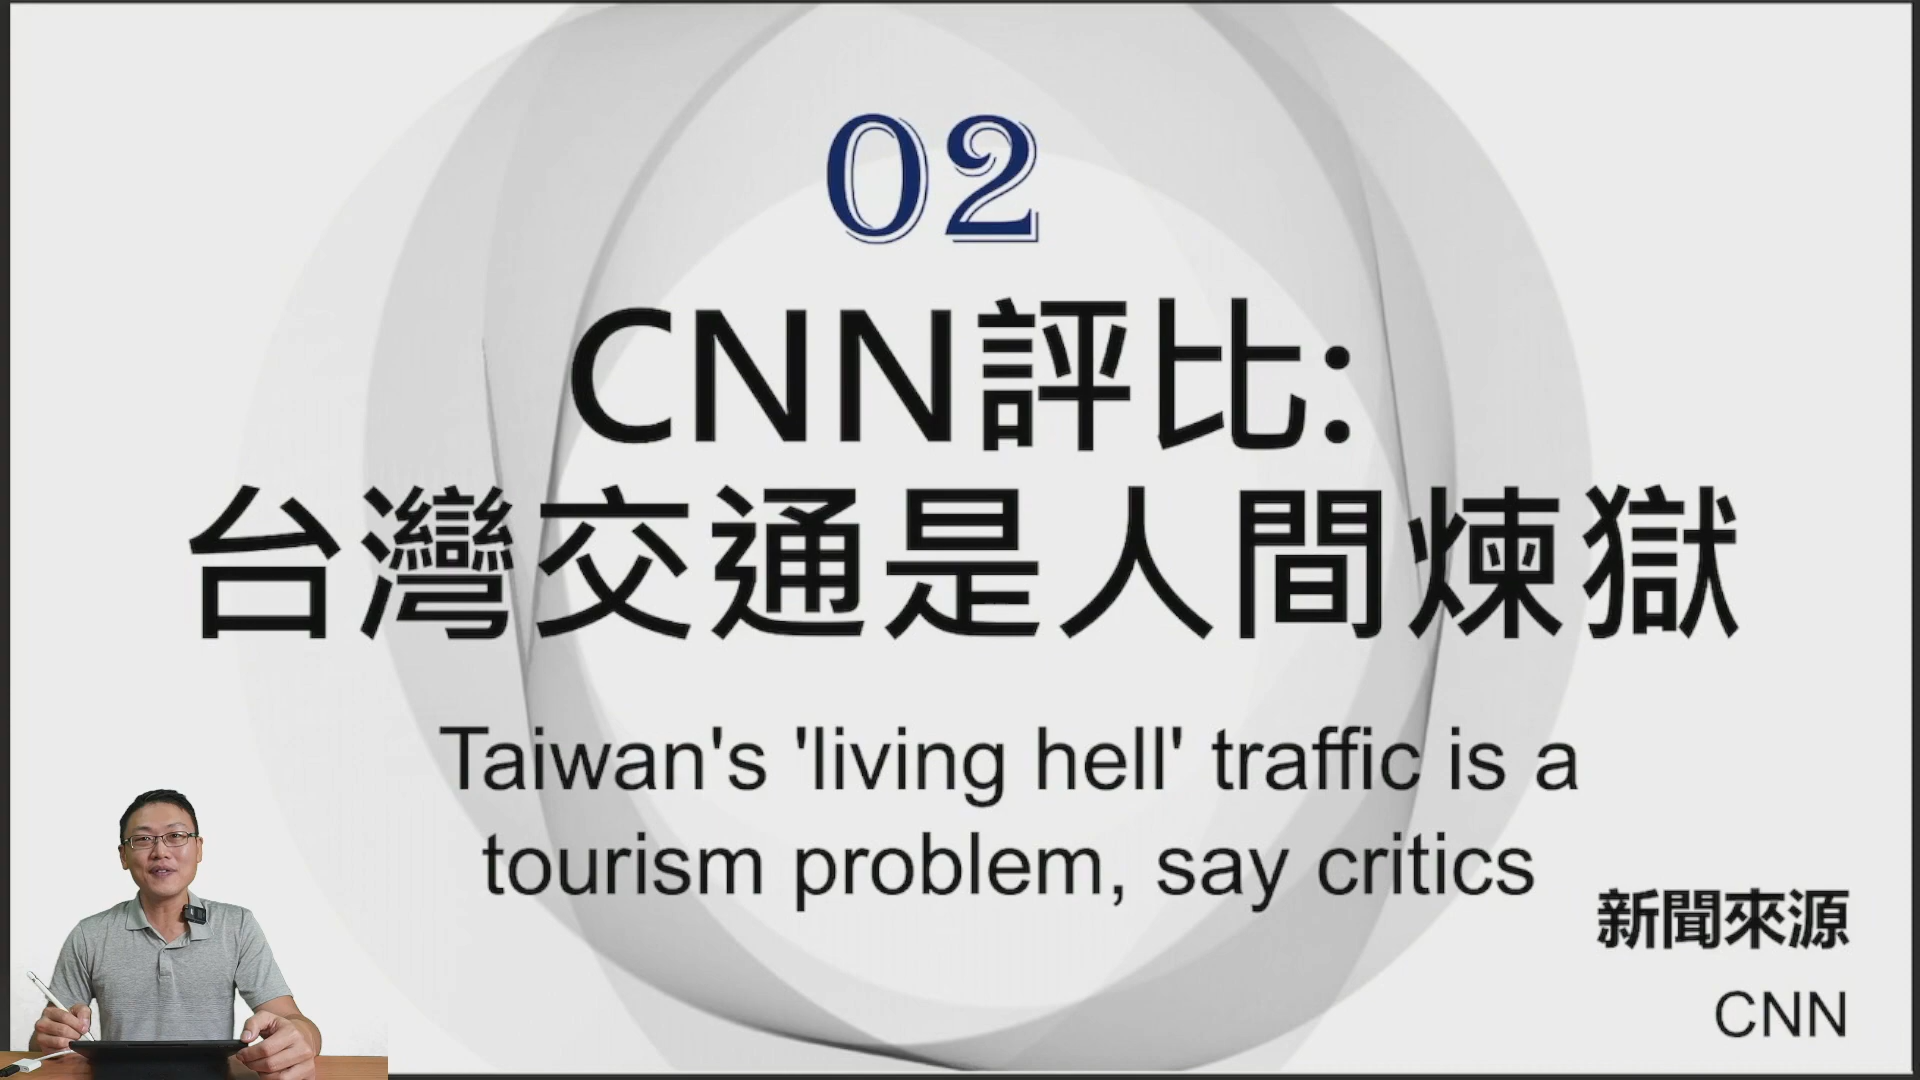 02
CNN評比:
台灣交通是人間煉獄
Taiwan's 'living hell' traffic is a
tourism problem, say critics
新聞來源
CNN